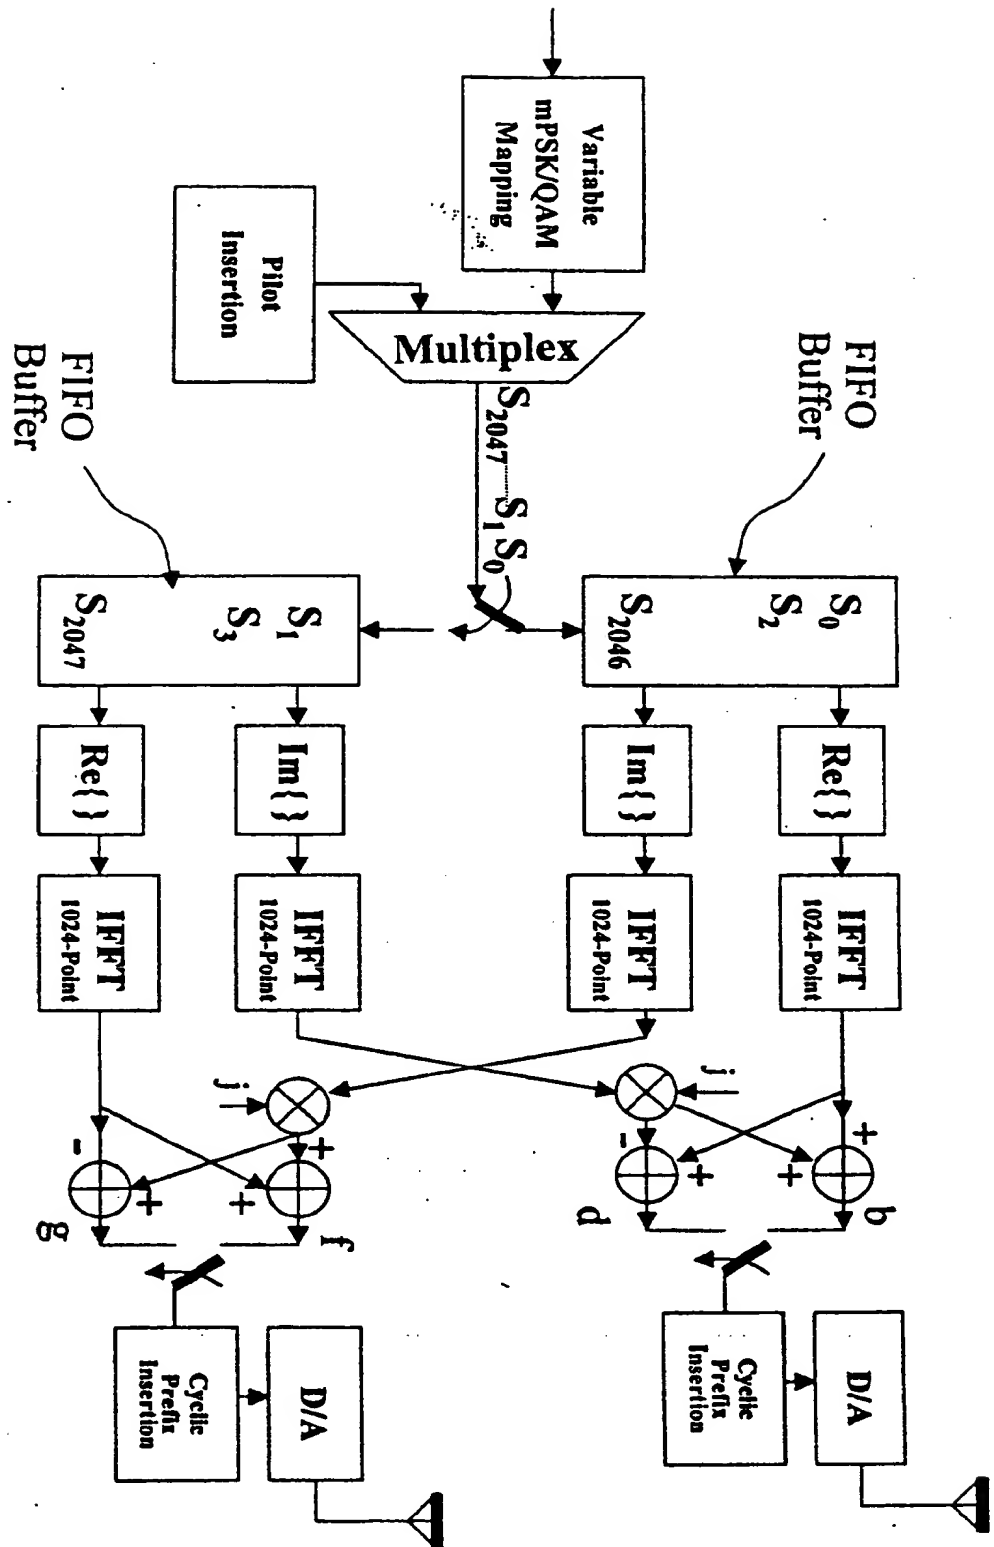 Variable
mPSK/QAM
Mapping
Pilot
Insertion
Multiplex
S2047 ........ S1 S0
FIFO
Buffer
FIFO
Buffer
S0
S2
S2046
S1
S3
S2047
Re{ }
Im{ }
Im{ }
Re{ }
IFFT
1024-Point
IFFT
1024-Point
IFFT
1024-Point
IFFT
1024-Point
j
j
+
+
-
+
+
+
-
+
b
d
f
g
Cyclic
Prefix
Insertion
D/A
Cyclic
Prefix
Insertion
D/A